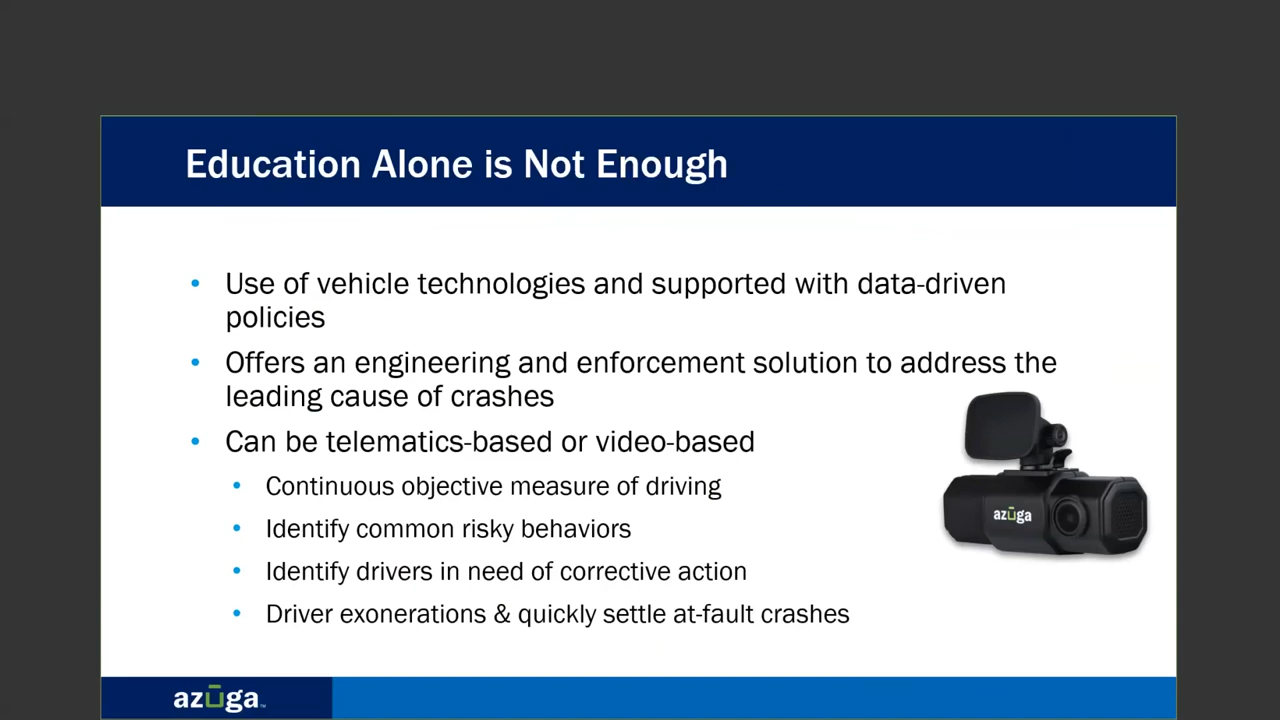 Education Alone is Not Enough
• Use of vehicle technologies and supported with data-driven
policies
• Offers an engineering and enforcement solution to address the
leading cause of crashes
• Can be telematics-based or video-based
• Continuous objective measure of driving
• Identify common risky behaviors
azūga
• Identify drivers in need of corrective action
• Driver exonerations & quickly settle at-fault crashes
azūga™